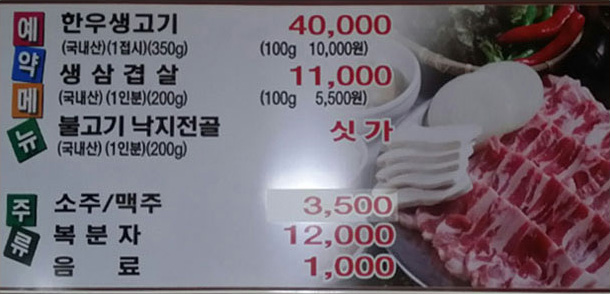 예약메뉴
한우생고기 40,000
(국내산)(1접시)(350g) (100g 10,000원)
생삼겹살 11,000
(국내산)(1인분)(200g) (100g 5,500원)
불고기 낙지전골 싯가
(국내산)(1인분)(200g)
주류
소주/맥주 3,500
복분자 12,000
음료 1,000